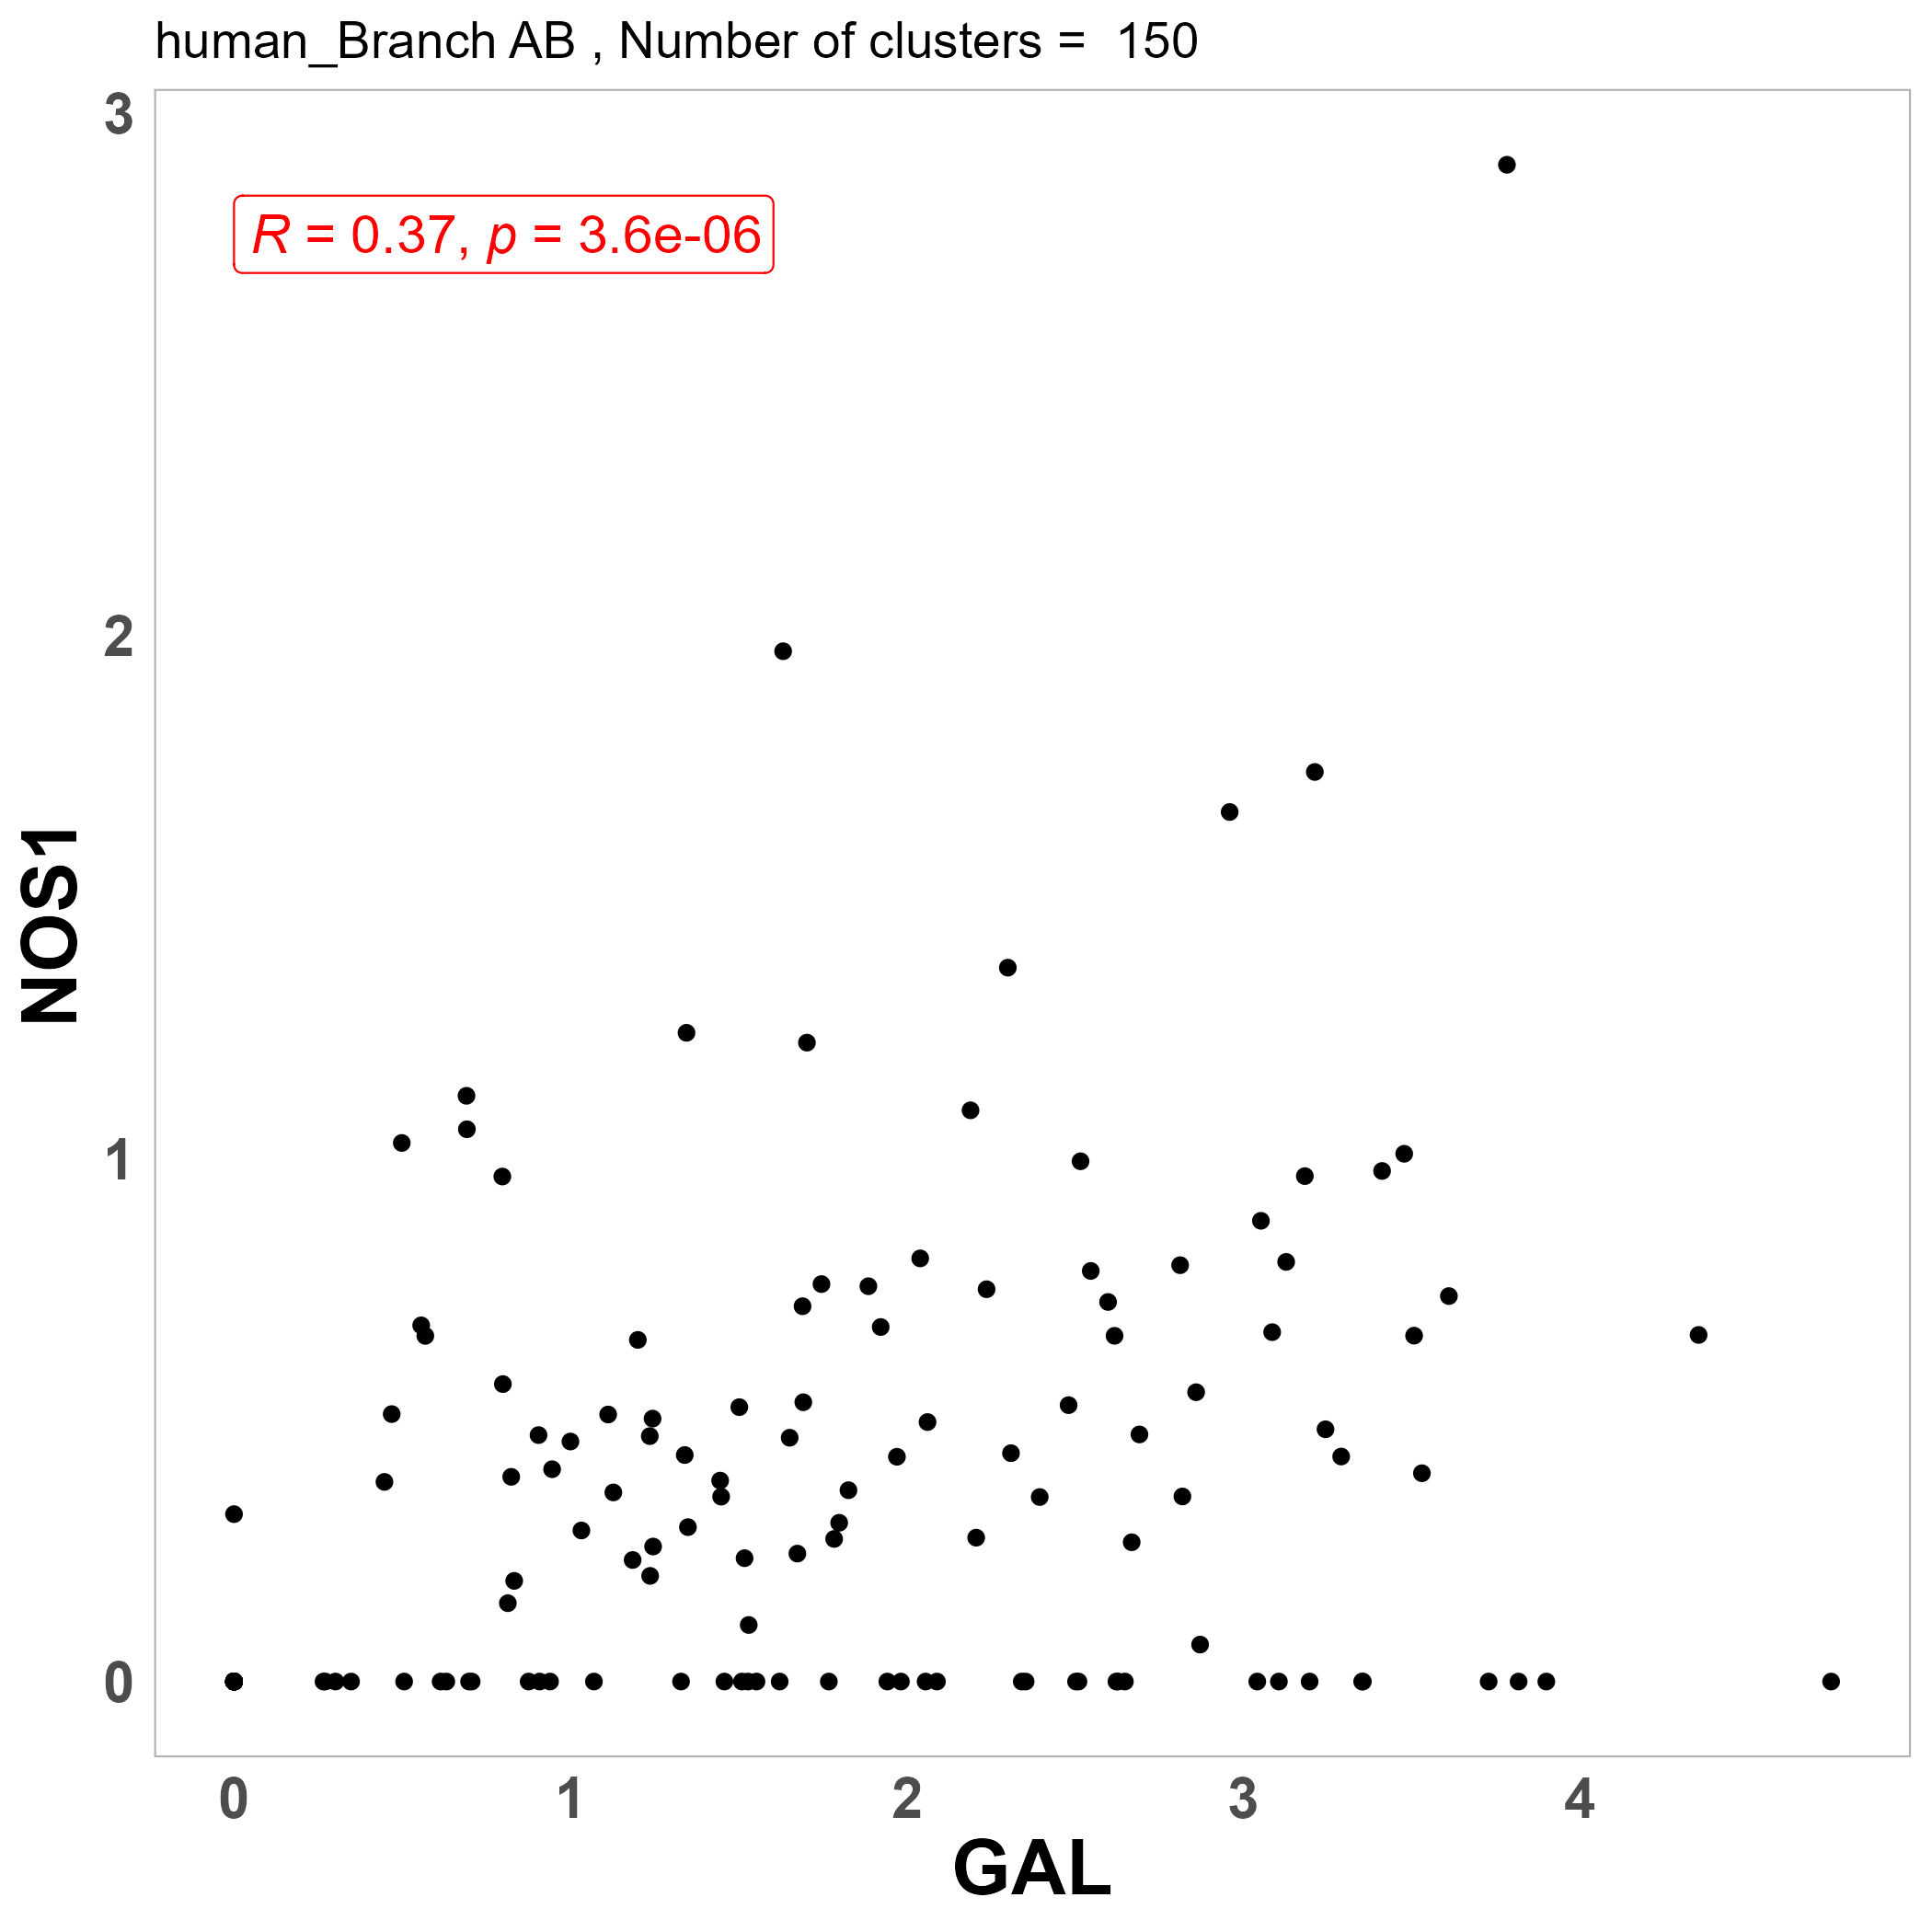 human_Branch AB , Number of clusters =  150
3
R = 0.37, p = 3.6e-06
2
NOS1
1
0
0 1 2 3 4
GAL